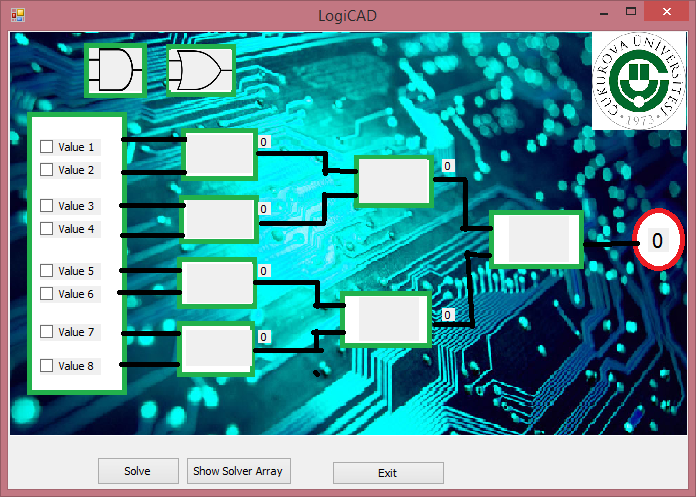 LogiCAD
ÇUKUROVA ÜNİVERSİTESİ
1973
Value 1
0
Value 2
0
Value 3
0
Value 4
0
Value 5
0
Value 6
0
Value 7
0
Value 8
0
Solve
Show Solver Array
Exit